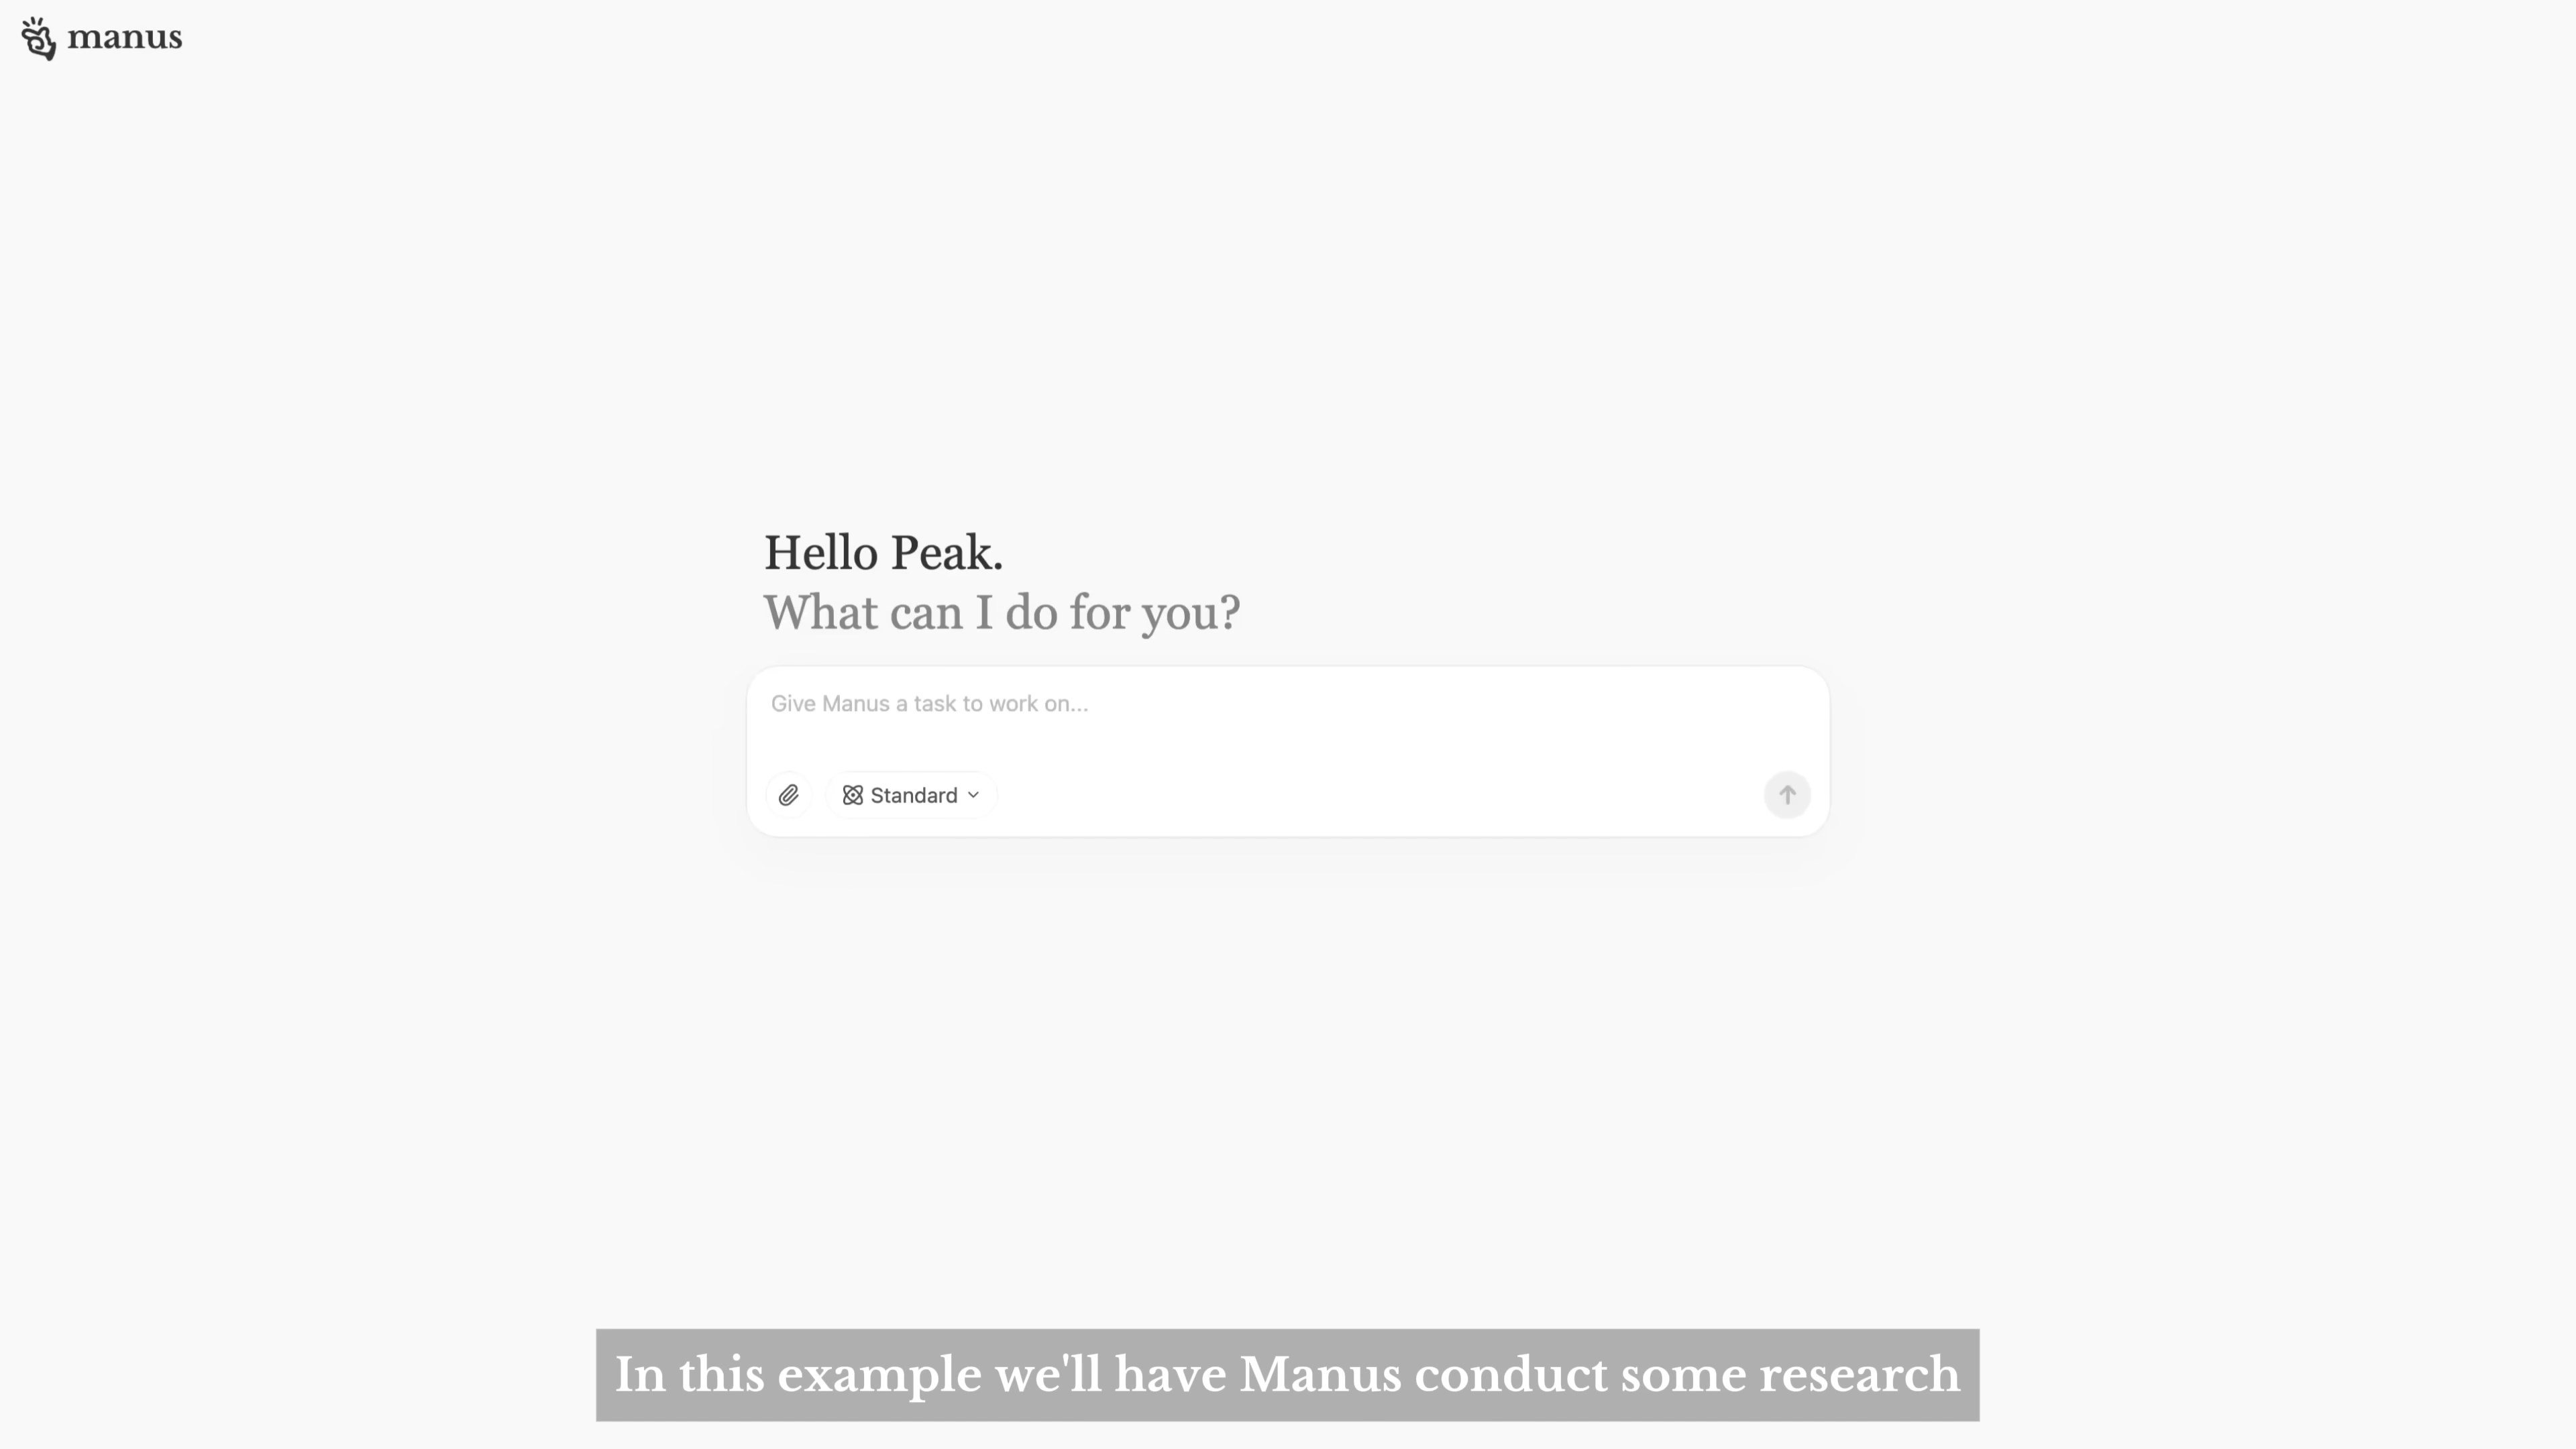 manus
Hello Peak.
What can I do for you?
Give Manus a task to work on...
Standard
In this example we'll have Manus conduct some research